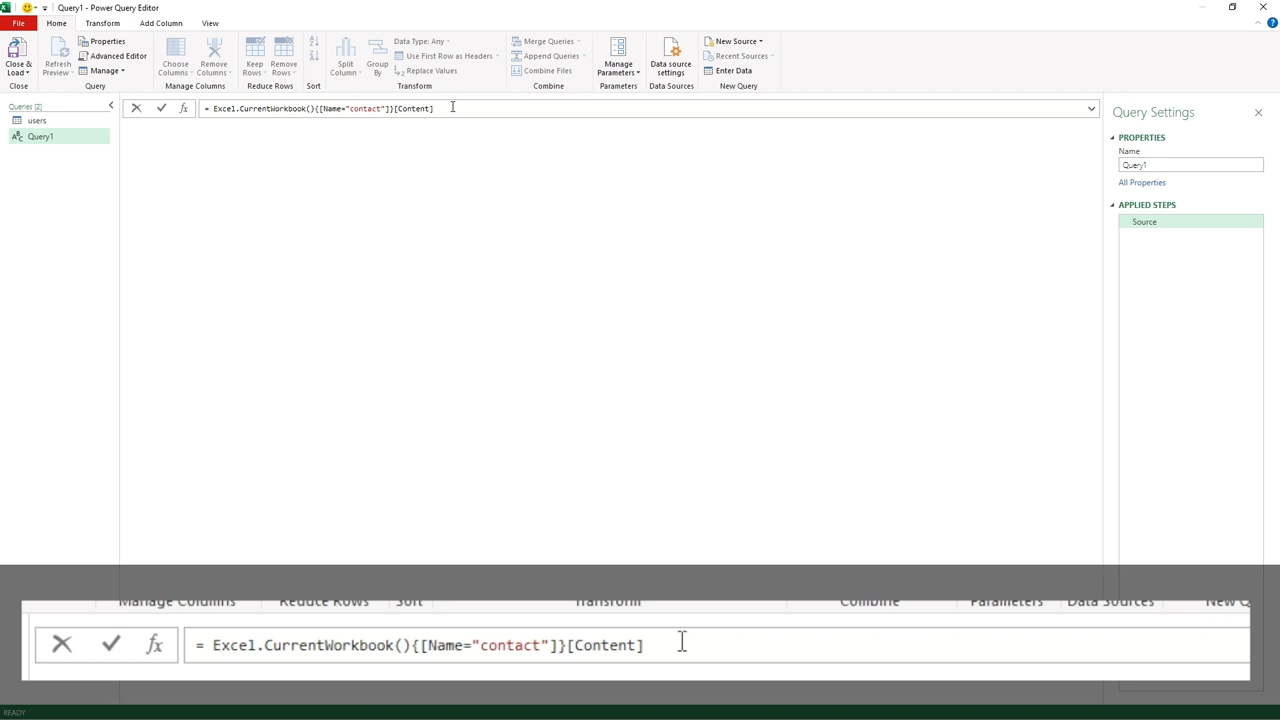 Query1 - Power Query Editor
File
Home
Transform
Add Column
View
Close &
Load
Refresh
Preview
Properties
Advanced Editor
Manage
Choose
Columns
Remove
Columns
Keep
Rows
Remove
Rows
Split
Column
Group
By
Data Type: Any
Use First Row as Headers
Replace Values
Merge Queries
Append Queries
Combine Files
Manage
Parameters
Data source
settings
New Source
Recent Sources
Enter Data
Close
Query
Manage Columns
Reduce Rows
Sort
Transform
Combine
Parameters
Data Sources
New Query
Queries [2]
users
Query1
= Excel.CurrentWorkbook(){[Name="contact"]}[Content]
Query Settings
PROPERTIES
Name
Query1
All Properties
APPLIED STEPS
Source
Manage Columns
Reduce Rows
Sort
Transform
Combine
Parameters
Data Sources
New Q
= Excel.CurrentWorkbook(){[Name="contact"]}[Content]
READY